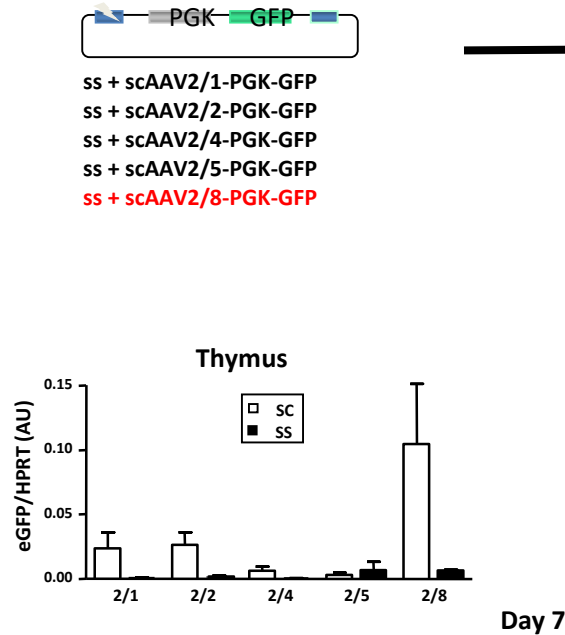 PGK GFP
ss + scAAV2/1-PGK-GFP
ss + scAAV2/2-PGK-GFP
ss + scAAV2/4-PGK-GFP
ss + scAAV2/5-PGK-GFP
ss + scAAV2/8-PGK-GFP
Thymus
eGFP/HPRT (AU)
0.15
0.10
0.05
0.00
SC
SS
2/1 2/2 2/4 2/5 2/8
Day 7